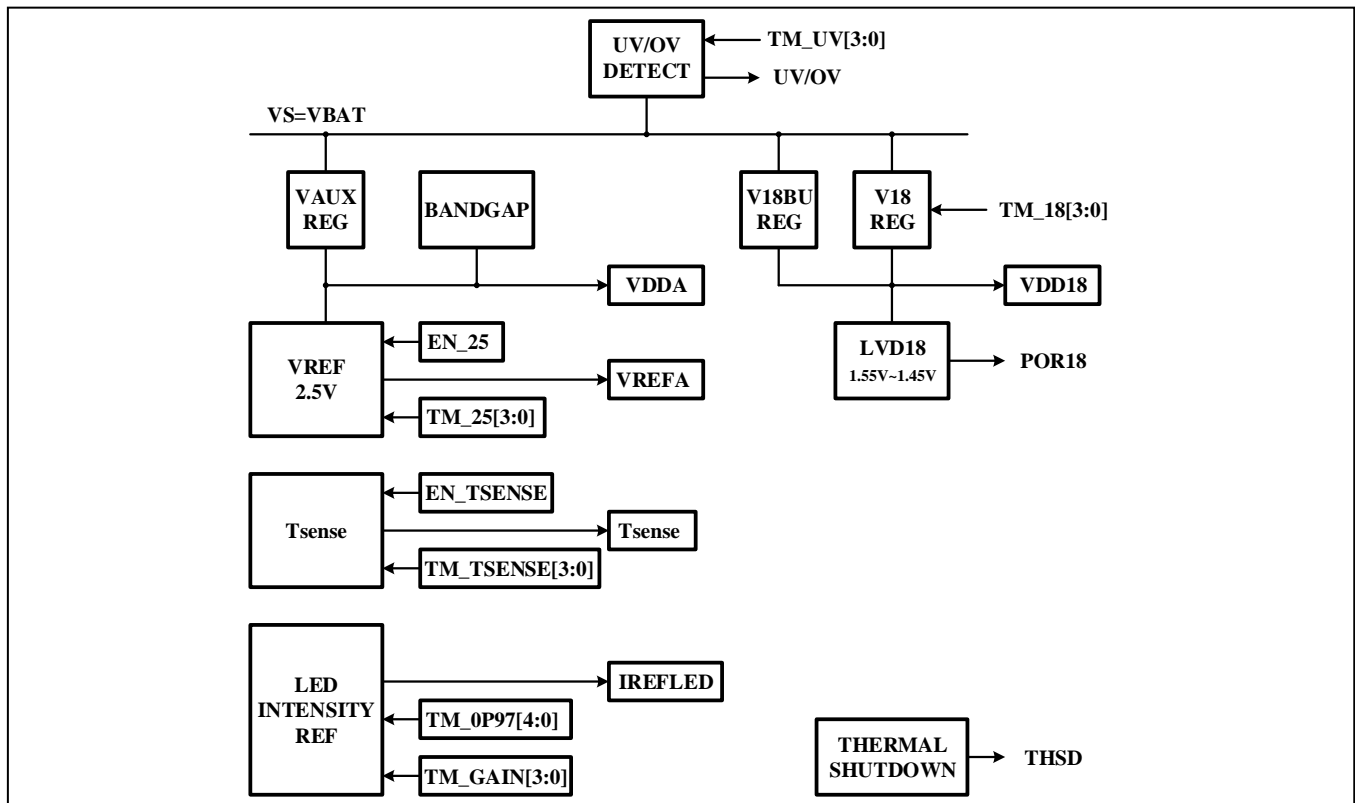 UV/OV
DETECT
TM_UV[3:0]
UV/OV
VS=VBAT
VAUX
REG
BANDGAP
V18BU
REG
V18
REG
TM_18[3:0]
VDDA
VDD18
VREF
2.5V
EN_25
VREFA
TM_25[3:0]
LVD18
1.55V~1.45V
POR18
Tsense
EN_TSENSE
Tsense
TM_TSENSE[3:0]
LED
INTENSITY
REF
IREFLED
TM_0P97[4:0]
TM_GAIN[3:0]
THERMAL
SHUTDOWN
THSD